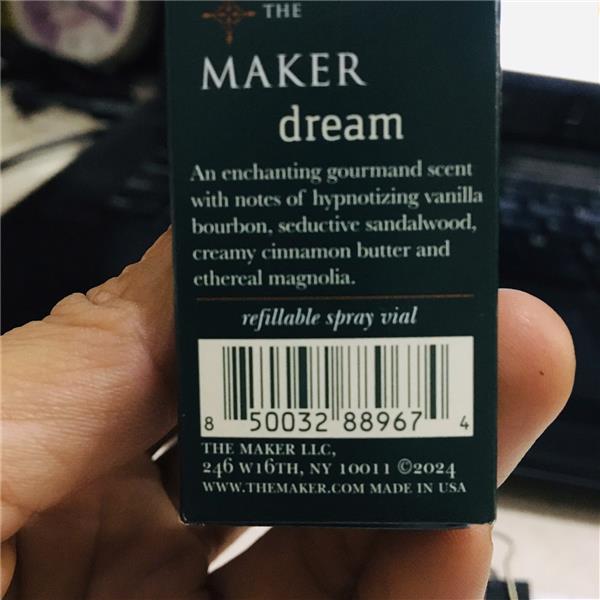 THE
MAKER
dream
An enchanting gourmand scent
with notes of hypnotizing vanilla
bourbon, seductive sandalwood,
creamy cinnamon butter and
ethereal magnolia.
refillable spray vial
8 50032 88967 4
THE MAKER LLC,
246 W16TH, NY 10011 ©2024
WWW.THEMAKER.COM MADE IN USA